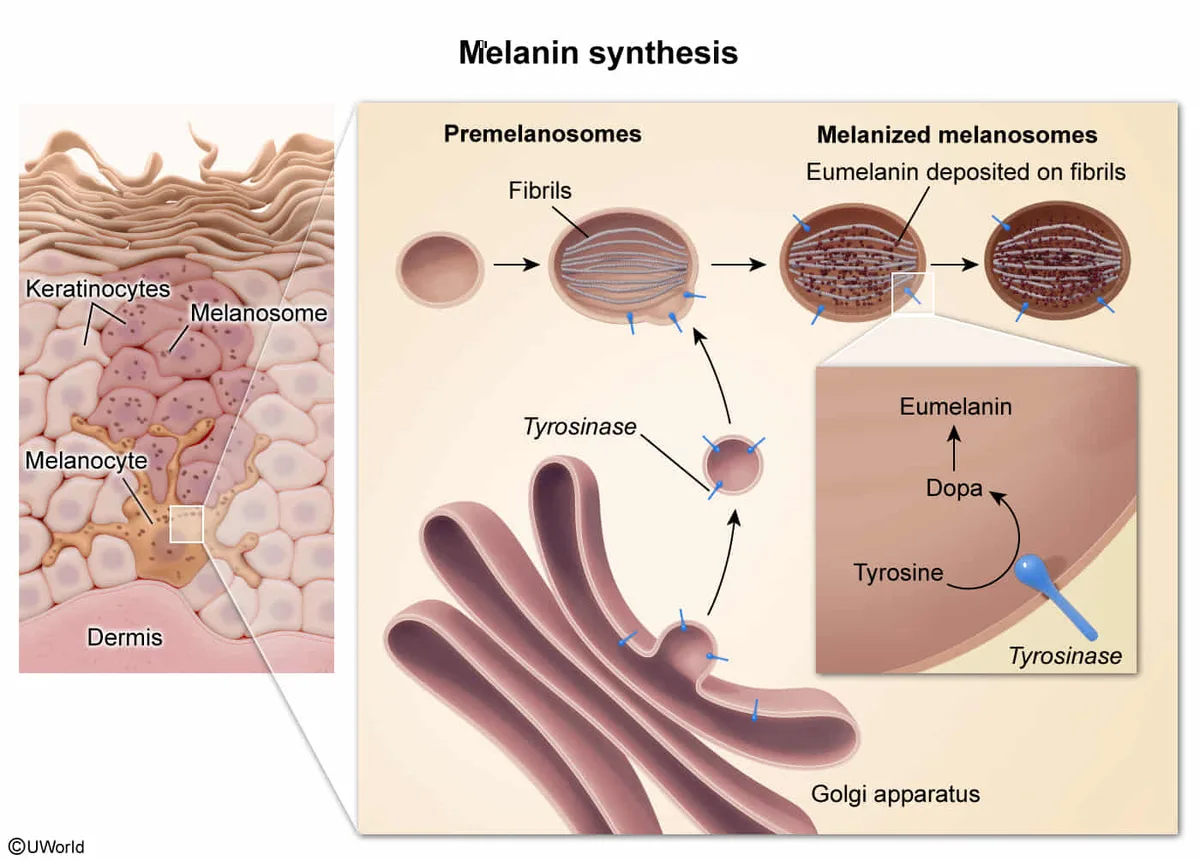 Melanin synthesis
Premelanosomes
Melanized melanosomes
Eumelanin deposited on fibrils
Fibrils
Keratinocytes
Melanosome
Melanocyte
Dermis
Tyrosinase
Eumelanin
Dopa
Tyrosine
Tyrosinase
Golgi apparatus
©UWorld